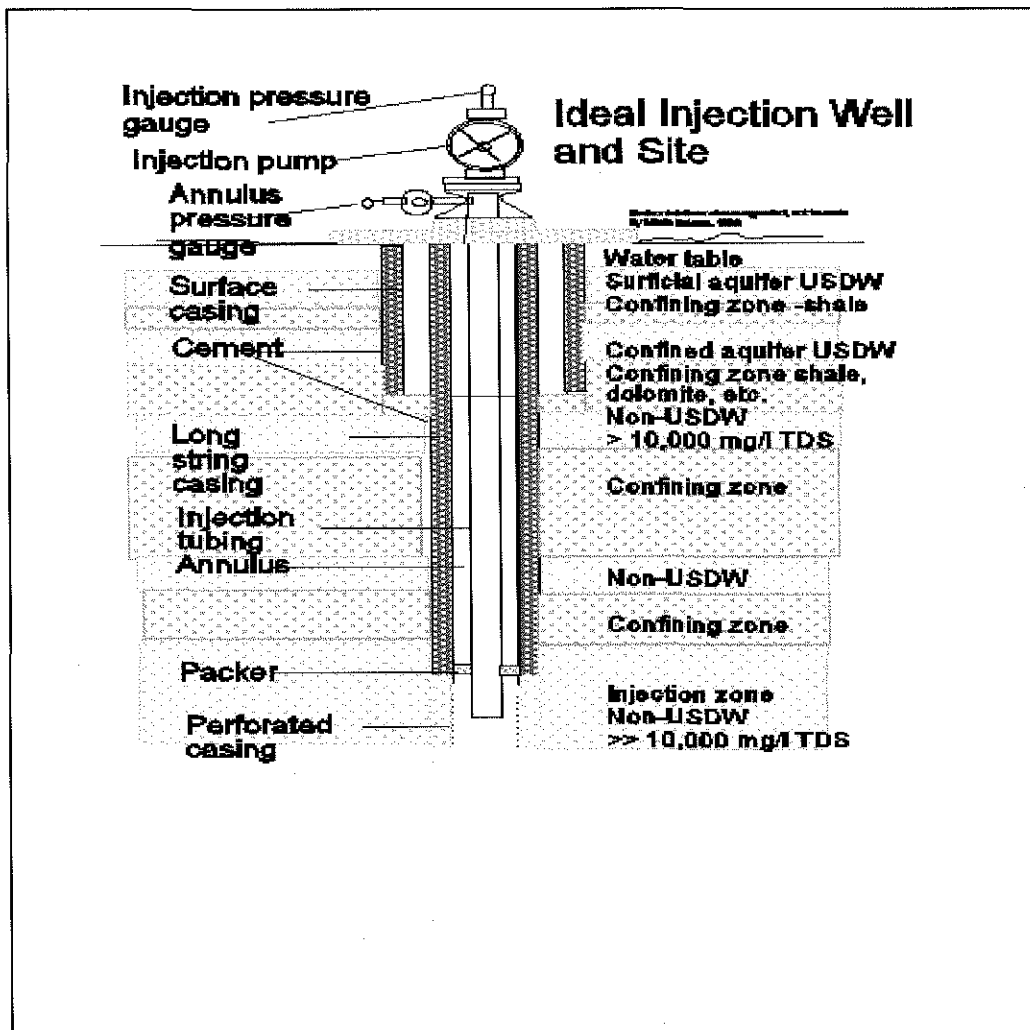 Injection pressure
gauge
Injection pump
Annulus
pressure
gauge
Surface
casing
Cement
Long
string
casing
Injection
tubing
Annulus
Packer
Perforated
casing
Ideal Injection Well
and Site
Water table
Surficial aquifer USDW
Confining zone -shale
Confined aquifer USDW
Confining zone shale,
dolomite, etc.
Non-USDW
> 10,000 mg/l TDS
Confining zone
Non-USDW
Confining zone
Injection zone
Non-USDW
>> 10,000 mg/l TDS